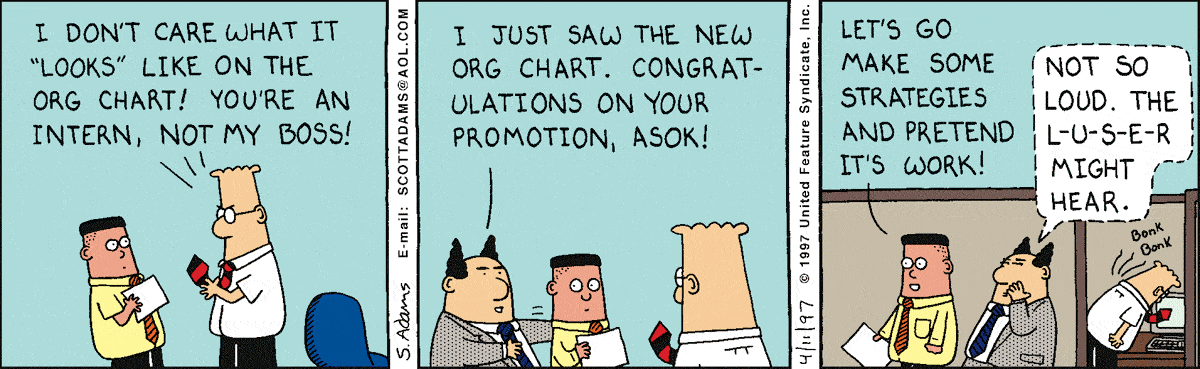 I DON'T CARE WHAT IT
"LOOKS" LIKE ON THE
ORG CHART! YOU'RE AN
INTERN, NOT MY BOSS!
S. Adams E-mail: SCOTTADAMS@AOL.COM
I JUST SAW THE NEW
ORG CHART. CONGRAT-
ULATIONS ON YOUR
PROMOTION, ASOK!
4/11/97 © 1997 United Feature Syndicate, Inc.
LET'S GO
MAKE SOME
STRATEGIES
AND PRETEND
IT'S WORK!
NOT SO
LOUD. THE
L-U-S-E-R
MIGHT
HEAR.
Bonk
Bonk